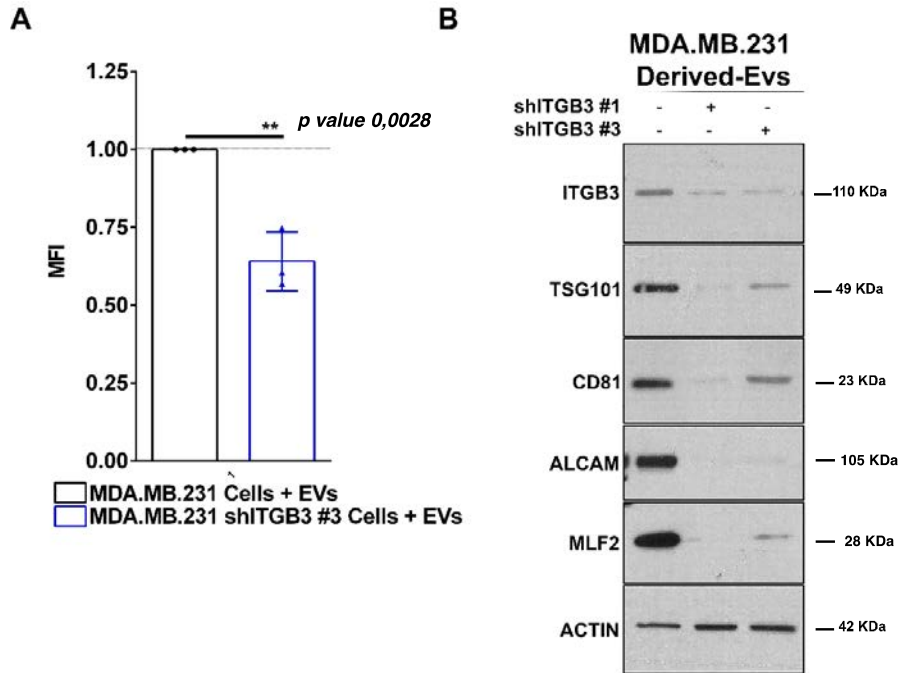 A
1.25
1.00
0.75
0.50
0.25
0.00
MFI
** p value 0,0028
MDA.MB.231 Cells + EVs
MDA.MB.231 shITGB3 #3 Cells + EVs
B
MDA.MB.231
Derived-Evs
shITGB3 #1 - + -
shITGB3 #3 - - +
ITGB3 110 KDa
TSG101 49 KDa
CD81 23 KDa
ALCAM 105 KDa
MLF2 28 KDa
ACTIN 42 KDa